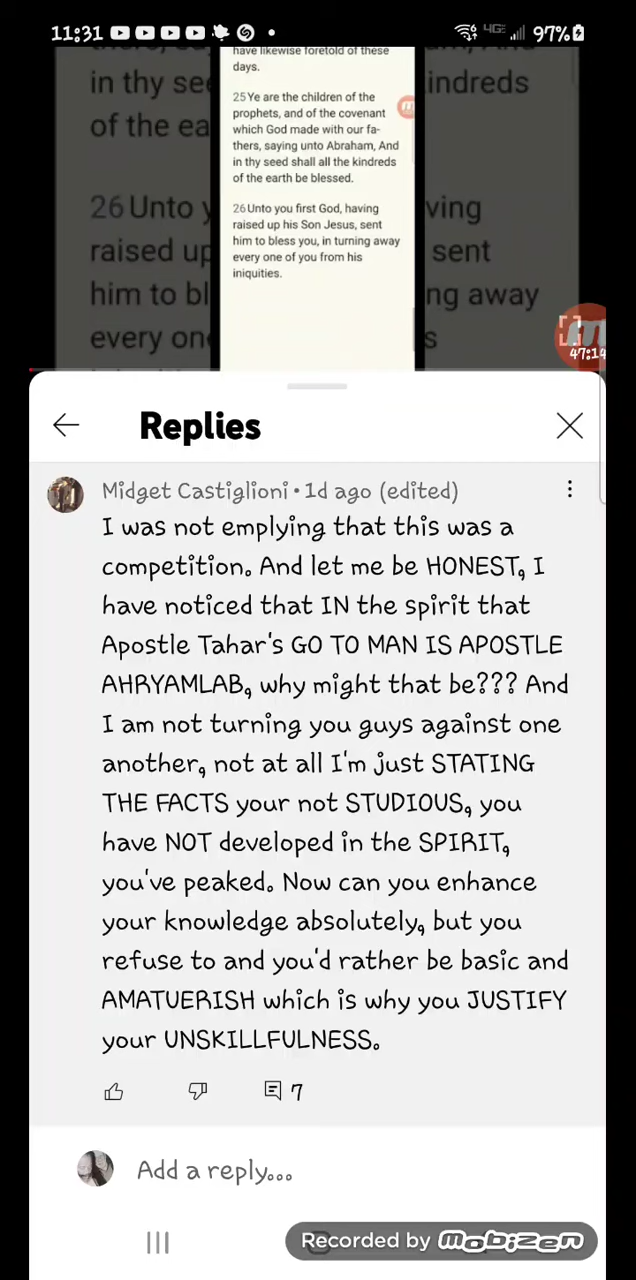 11:31
4GE
97%
have likewise foretold of these
days.
25 Ye are the children of the
prophets, and of the covenant
which God made with our fa-
thers, saying unto Abraham, And
in thy seed shall all the kindreds
of the earth be blessed.
26 Unto you first God, having
raised up his Son Jesus, sent
him to bless you, in turning away
every one of you from his
iniquities.
in thy see
indreds
of the ea
26 Unto y
ving
raised up
sent
him to bl
ng away
every on
s
47:14
Replies
Midget Castiglioni • 1d ago (edited)
I was not emplying that this was a
competition. And let me be HONEST, I
have noticed that IN the spirit that
Apostle Tahar's GO TO MAN IS APOSTLE
AHRYAMLAB, why might that be??? And
I am not turning you guys against one
another, not at all I'm just STATING
THE FACTS your not STUDIOUS, you
have NOT developed in the SPIRIT,
you've peaked. Now can you enhance
your knowledge absolutely, but you
refuse to and you'd rather be basic and
AMATUERISH which is why you JUSTIFY
your UNSKILLFULNESS.
7
Add a reply...
Recorded by mobizen